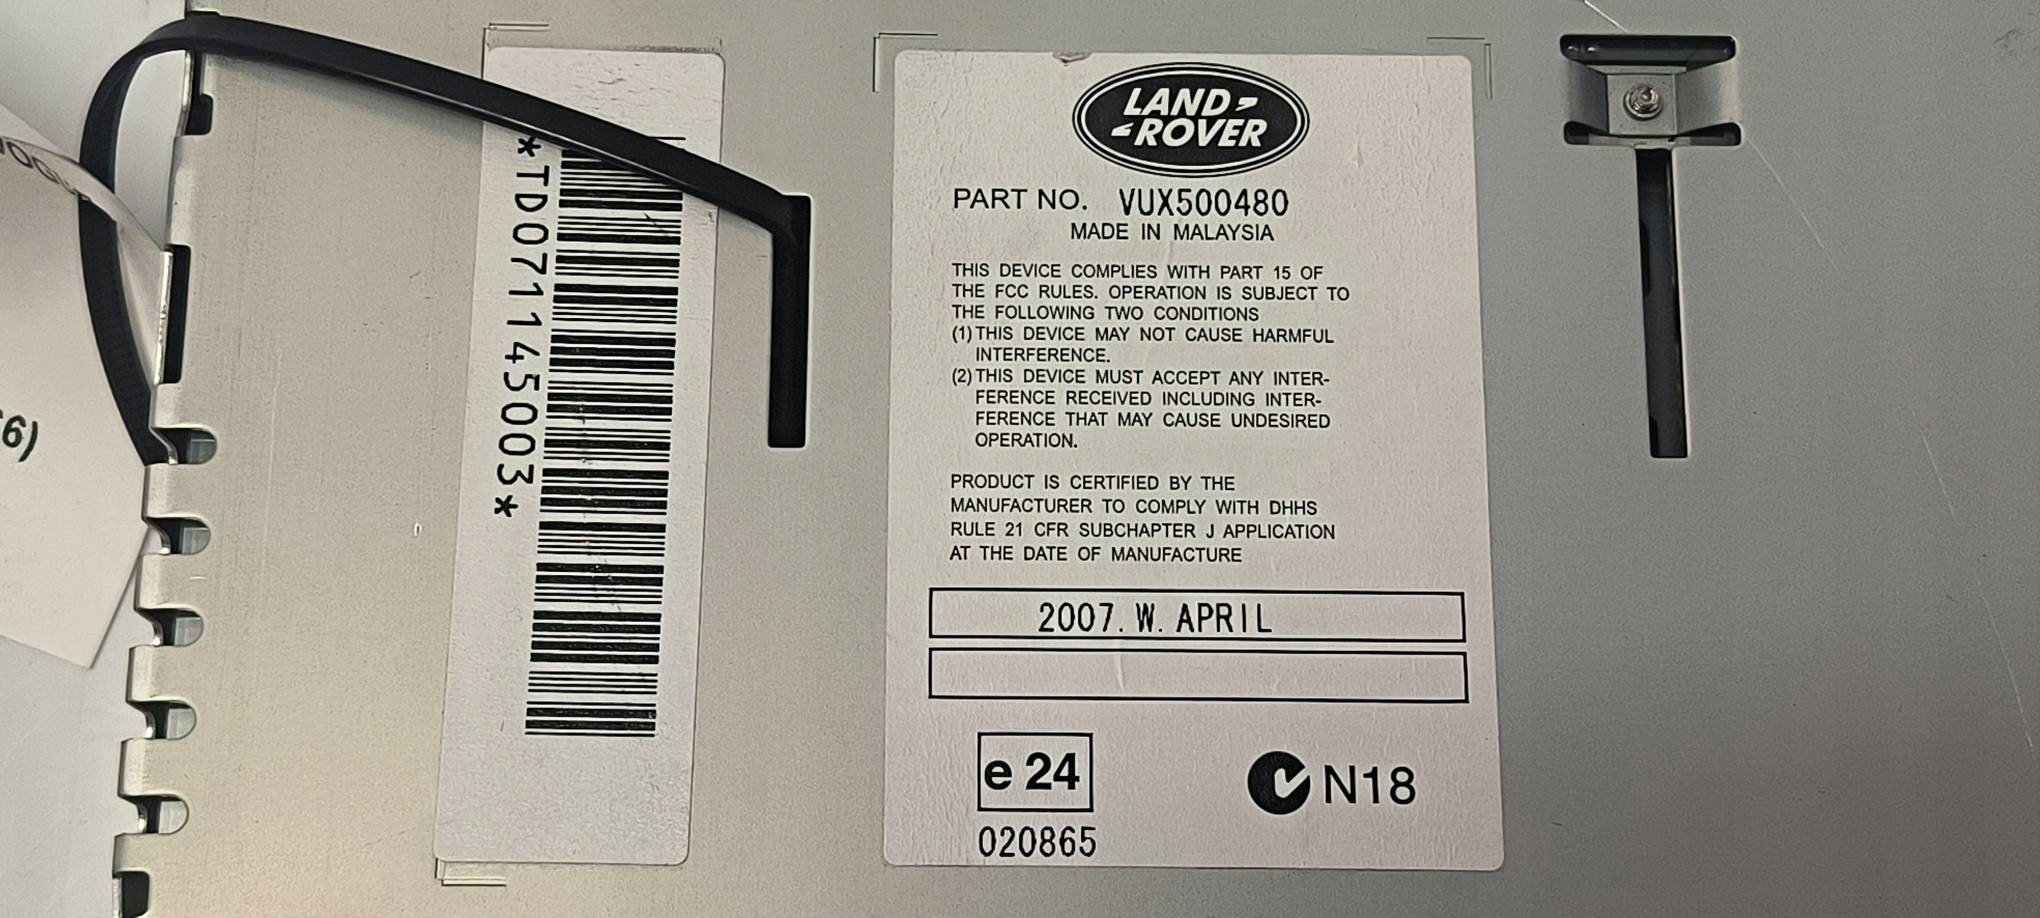 *TD071145003*
LAND
ROVER
PART NO. VUX500480
MADE IN MALAYSIA
THIS DEVICE COMPLIES WITH PART 15 OF
THE FCC RULES. OPERATION IS SUBJECT TO
THE FOLLOWING TWO CONDITIONS
(1) THIS DEVICE MAY NOT CAUSE HARMFUL
INTERFERENCE.
(2) THIS DEVICE MUST ACCEPT ANY INTER-
FERENCE RECEIVED INCLUDING INTER-
FERENCE THAT MAY CAUSE UNDESIRED
OPERATION.
PRODUCT IS CERTIFIED BY THE
MANUFACTURER TO COMPLY WITH DHHS
RULE 21 CFR SUBCHAPTER J APPLICATION
AT THE DATE OF MANUFACTURE
2007. W. APRIL
e 24
N18
020865